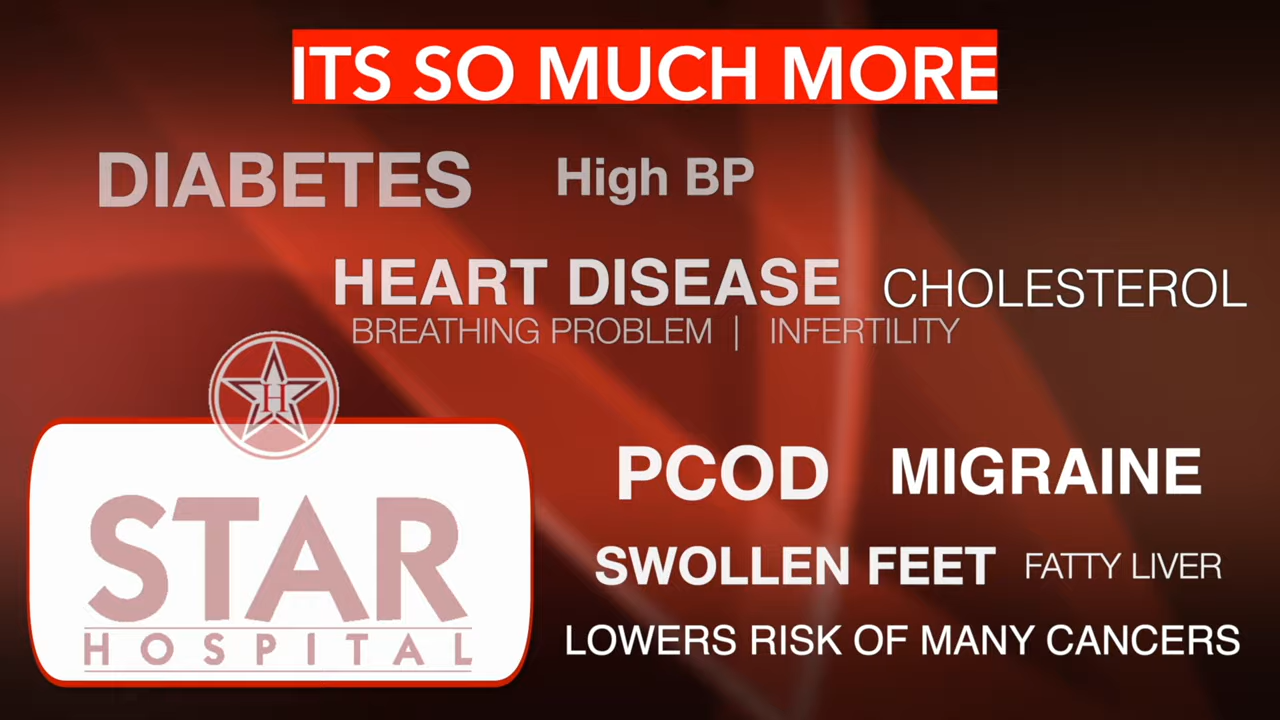 ITS SO MUCH MORE
DIABETES High BP
HEART DISEASE CHOLESTEROL
BREATHING PROBLEM | INFERTILITY
H
PCOD MIGRAINE
STAR
SWOLLEN FEET FATTY LIVER
HOSPITAL
LOWERS RISK OF MANY CANCERS